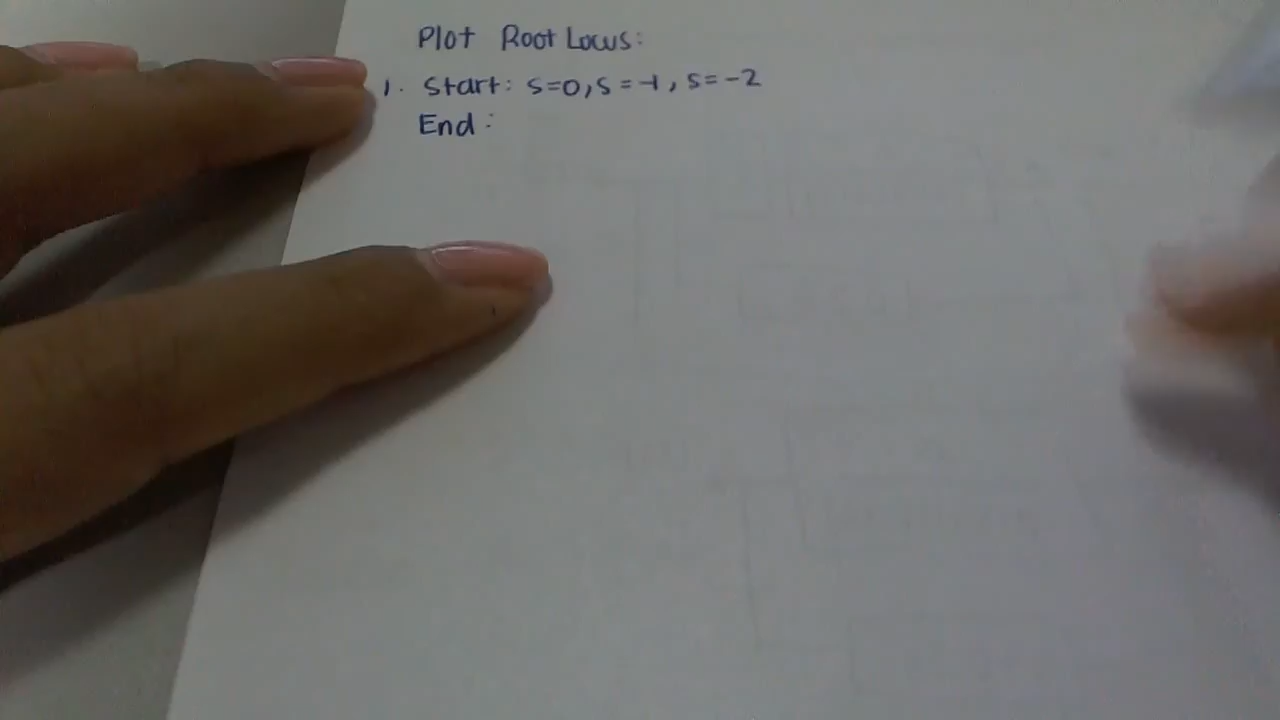 Plot Root Locus:
1. Start: s=0, s=-1, s=-2
End: